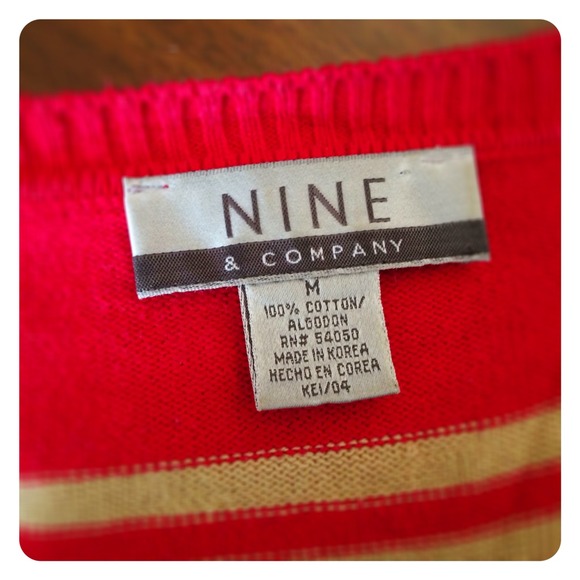 NINE
& COMPANY
M
100% COTTON/
ALGODON
RN# 54050
MADE IN KOREA
HECHO EN COREA
KEI/04